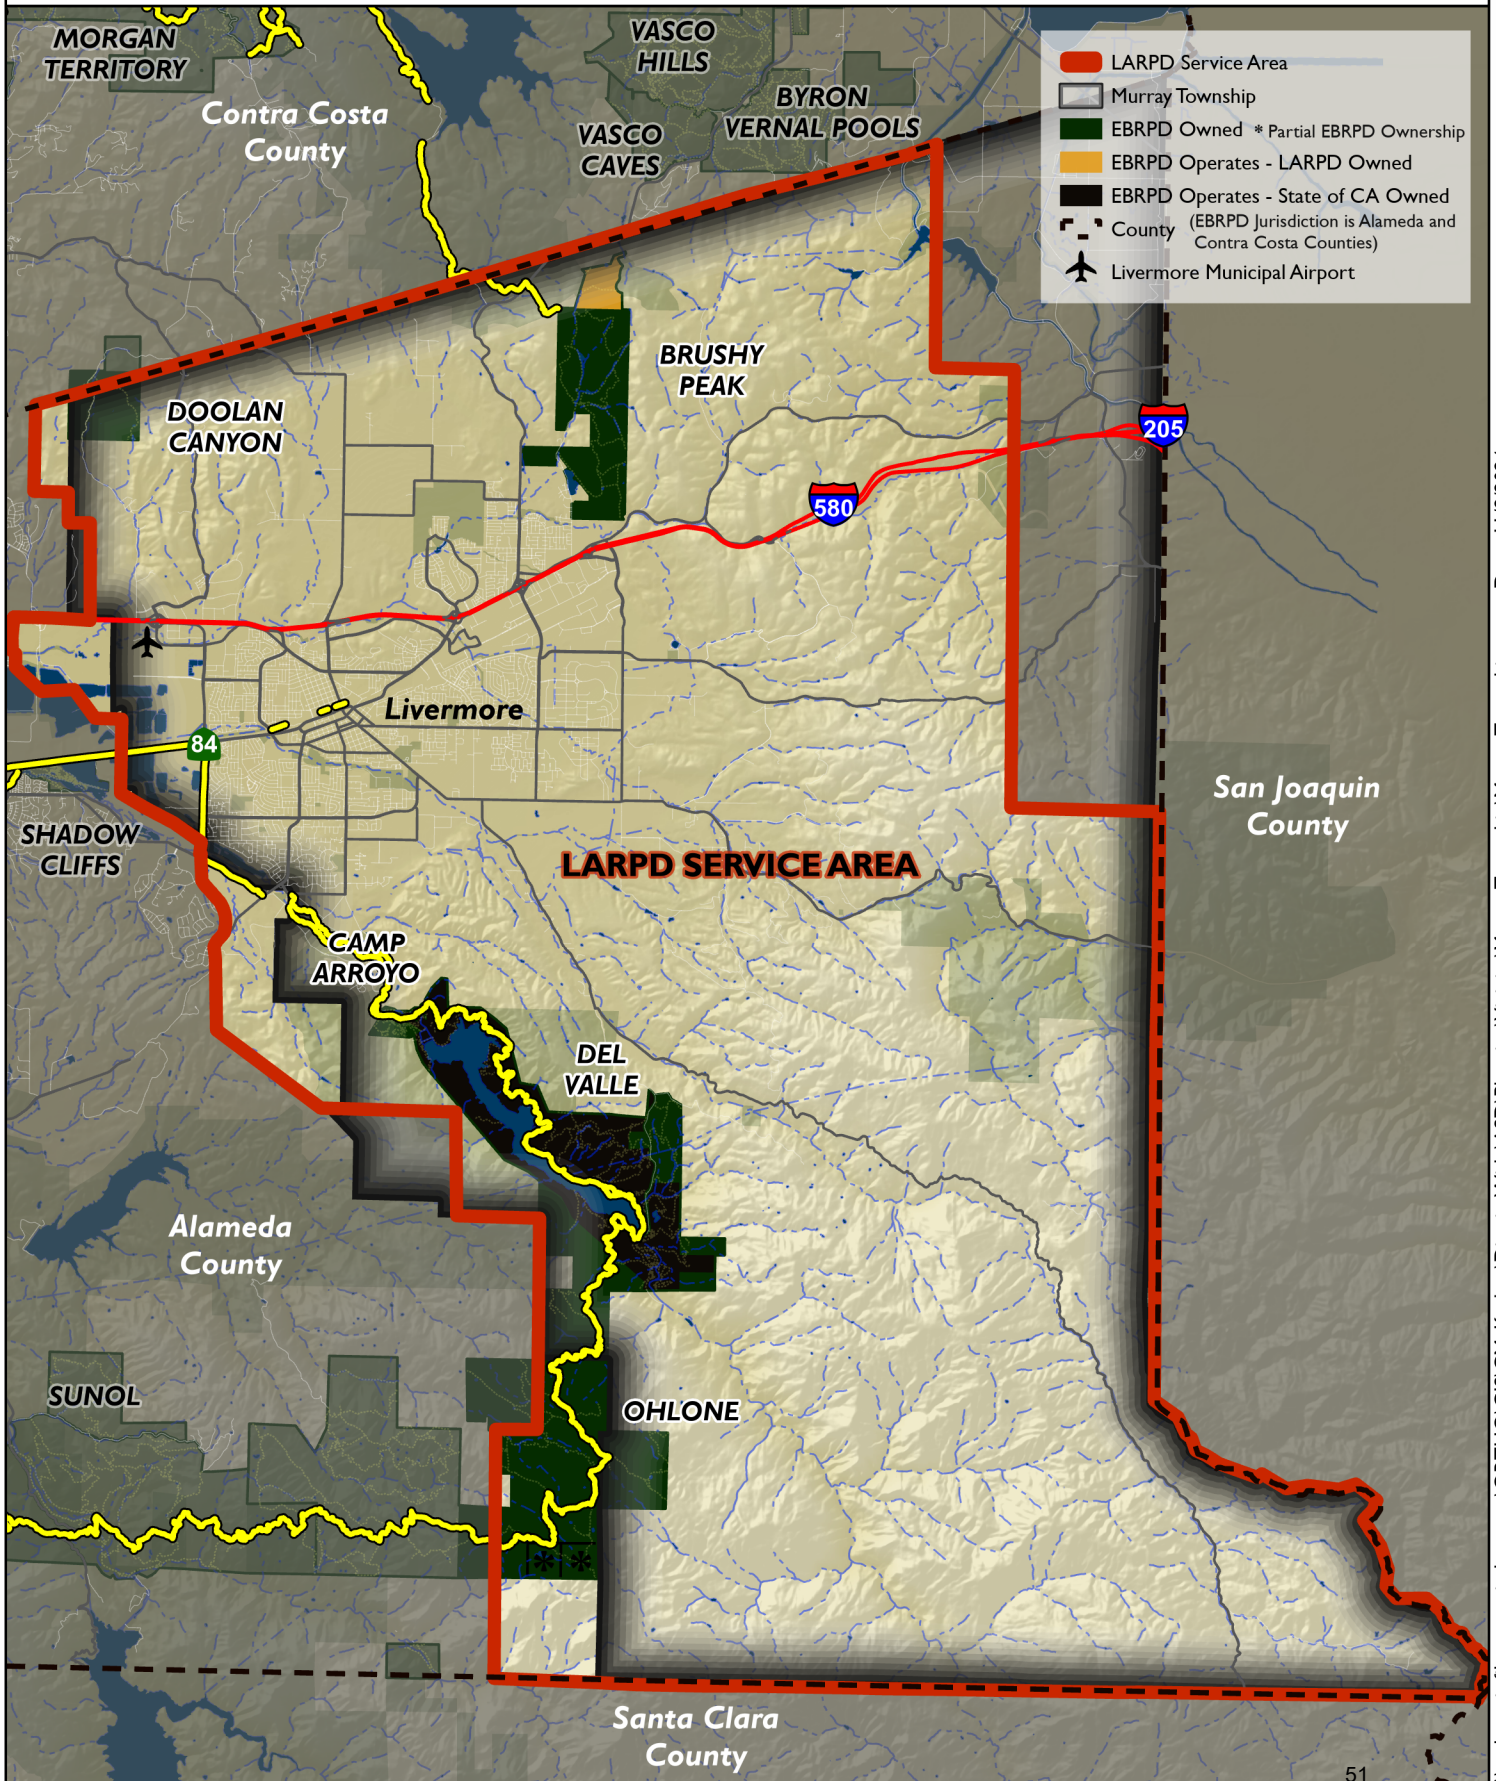 MORGAN
TERRITORY
VASCO
HILLS
Contra Costa
County
BYRON
VERNAL POOLS
VASCO
CAVES
LARPD Service Area
Murray Township
EBRPD Owned * Partial EBRPD Ownership
EBRPD Operates - LARPD Owned
EBRPD Operates - State of CA Owned
County (EBRPD Jurisdiction is Alameda and
Contra Costa Counties)
Livermore Municipal Airport
BRUSHY
PEAK
DOOLAN
CANYON
205
580
Livermore
84
San Joaquin
County
SHADOW
CLIFFS
LARPD SERVICE AREA
CAMP
ARROYO
DEL
VALLE
Alameda
County
SUNOL
OHLONE
* *
Santa Clara
County
51